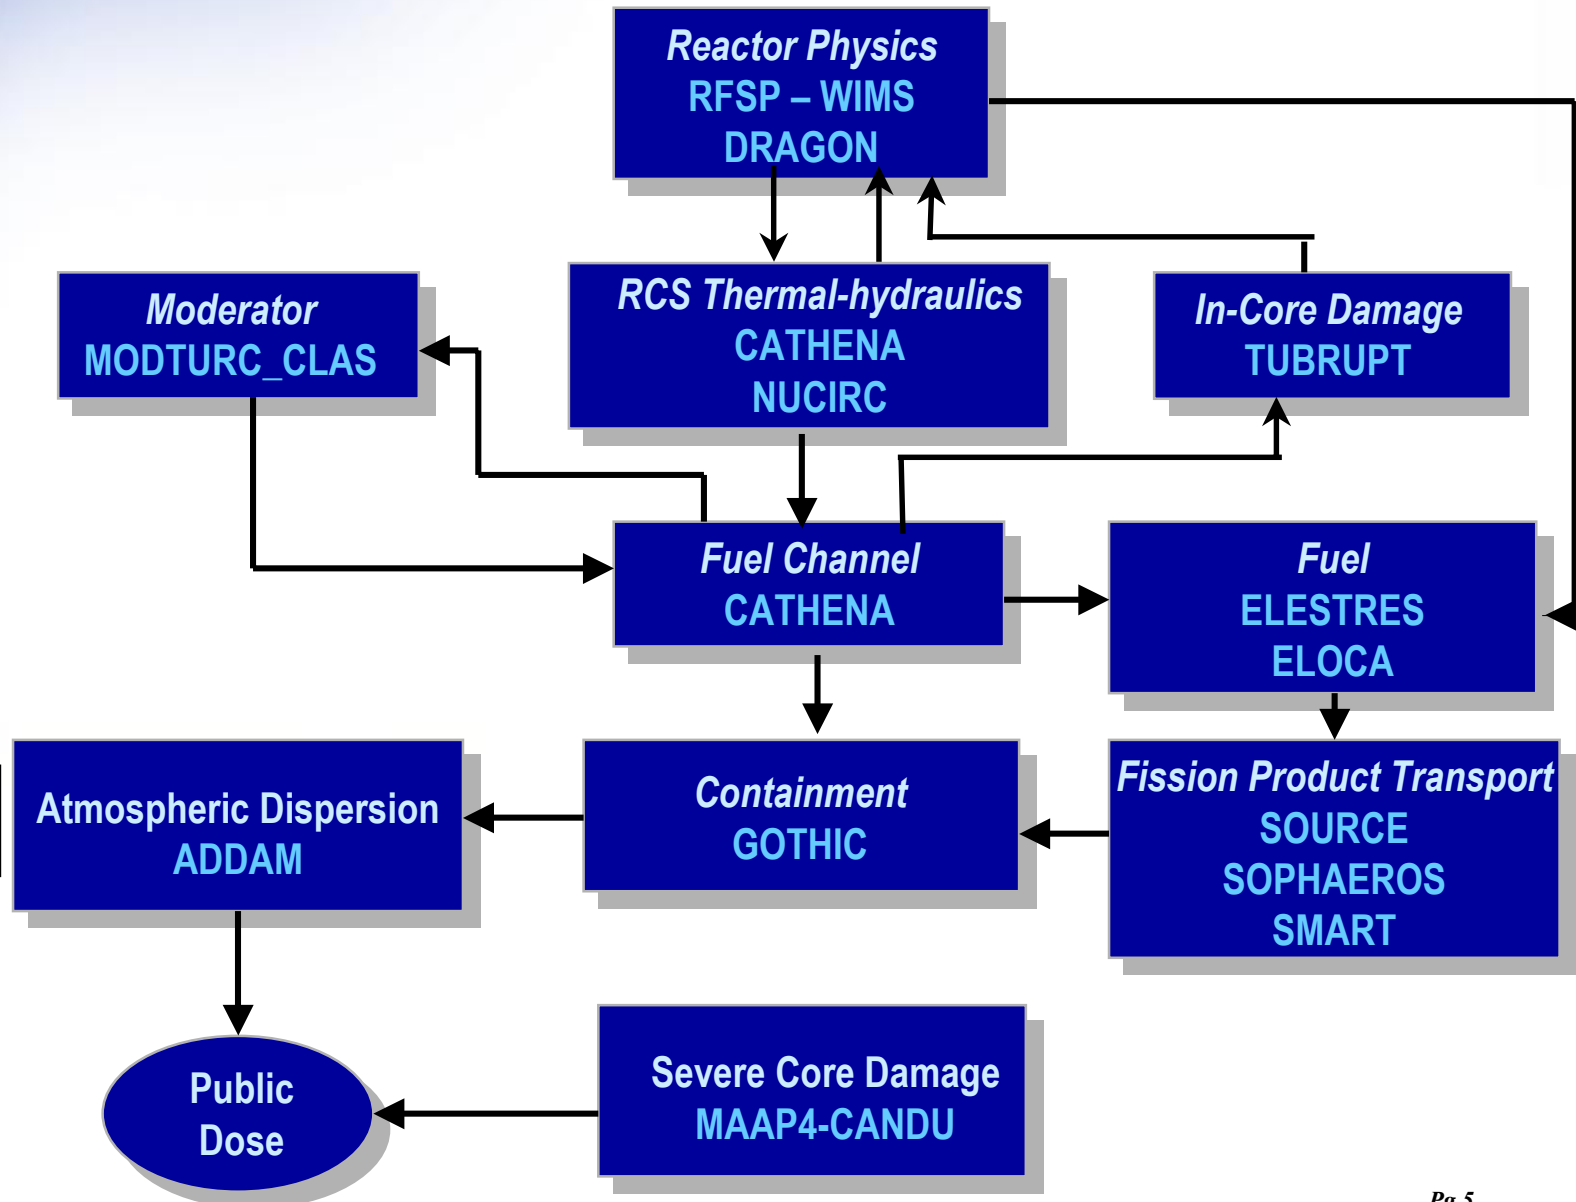 Reactor Physics
RFSP – WIMS
DRAGON
Moderator
MODTURC_CLAS
RCS Thermal-hydraulics
CATHENA
NUCIRC
In-Core Damage
TUBRUPT
Fuel Channel
CATHENA
Fuel
ELESTRES
ELOCA
Atmospheric Dispersion
ADDAM
Containment
GOTHIC
Fission Product Transport
SOURCE
SOPHAEROS
SMART
Public
Dose
Severe Core Damage
MAAP4-CANDU
Pg 5